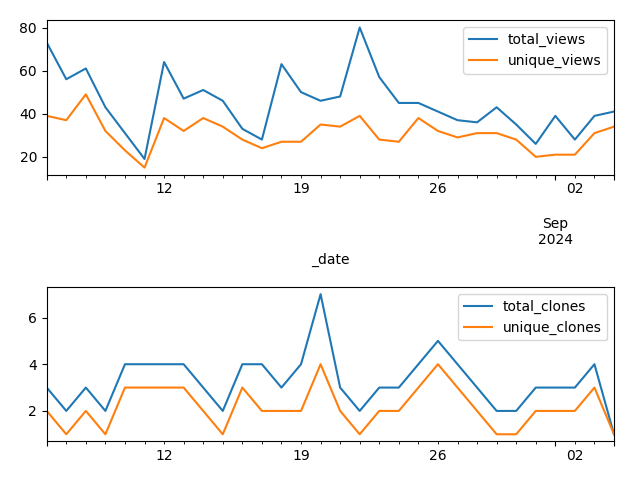 80
60
40
20
total_views
unique_views
12
19
26
02
Sep
2024
_date
6
4
2
total_clones
unique_clones
12
19
26
02